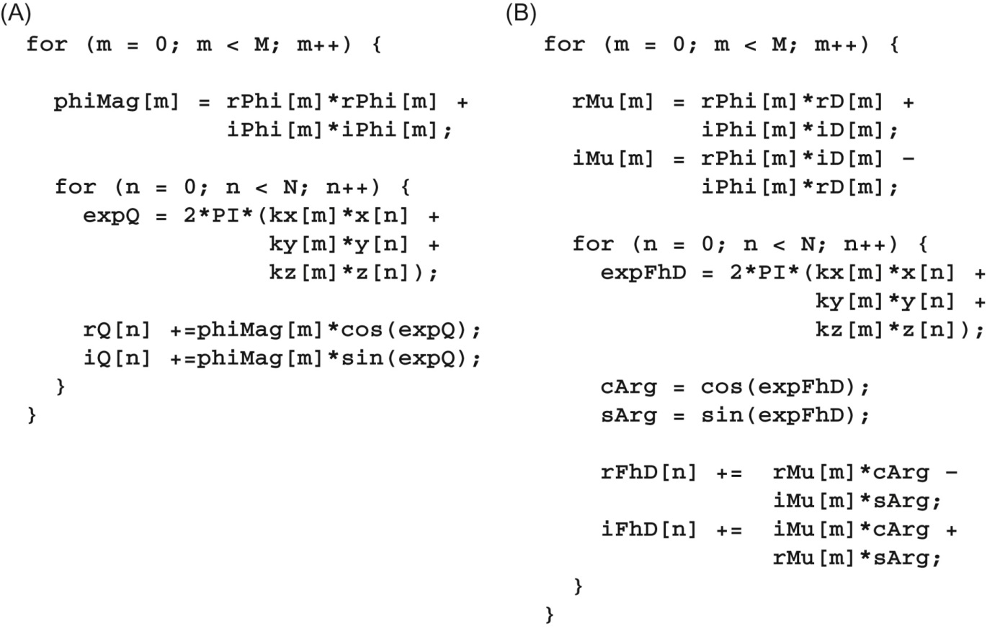 (A)
for (m = 0; m < M; m++) {
phiMag[m] = rPhi[m]*rPhi[m] +
iPhi[m]*iPhi[m];
for (n = 0; n < N; n++) {
expQ = 2*PI*(kx[m]*x[n] +
ky[m]*y[n] +
kz[m]*z[n]);
rQ[n] +=phiMag[m]*cos(expQ);
iQ[n] +=phiMag[m]*sin(expQ);
}
}
(B)
for (m = 0; m < M; m++) {
rMu[m] = rPhi[m]*rD[m] +
iPhi[m]*iD[m];
iMu[m] = rPhi[m]*iD[m] –
iPhi[m]*rD[m];
for (n = 0; n < N; n++) {
expFhD = 2*PI*(kx[m]*x[n] +
ky[m]*y[n] +
kz[m]*z[n]);
cArg = cos(expFhD);
sArg = sin(expFhD);
rFhD[n] += rMu[m]*cArg –
iMu[m]*sArg;
iFhD[n] += iMu[m]*cArg +
rMu[m]*sArg;
}
}